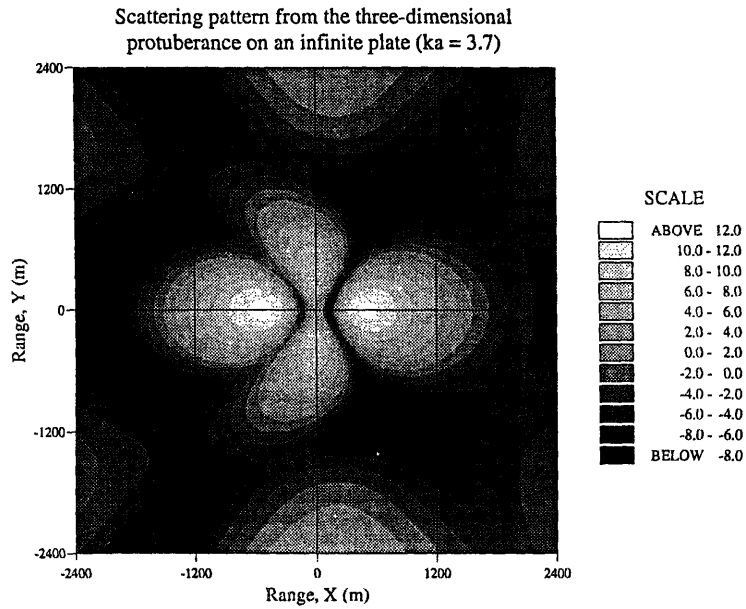 Scattering pattern from the three-dimensional
protuberance on an infinite plate (ka = 3.7)
2400
1200
0
-1200
-2400
Range, Y (m)
-2400
-1200
0
1200
2400
Range, X (m)
SCALE
ABOVE 12.0
10.0 - 12.0
8.0 - 10.0
6.0 - 8.0
4.0 - 6.0
2.0 - 4.0
0.0 - 2.0
-2.0 - 0.0
-4.0 - -2.0
-6.0 - -4.0
-8.0 - -6.0
BELOW -8.0